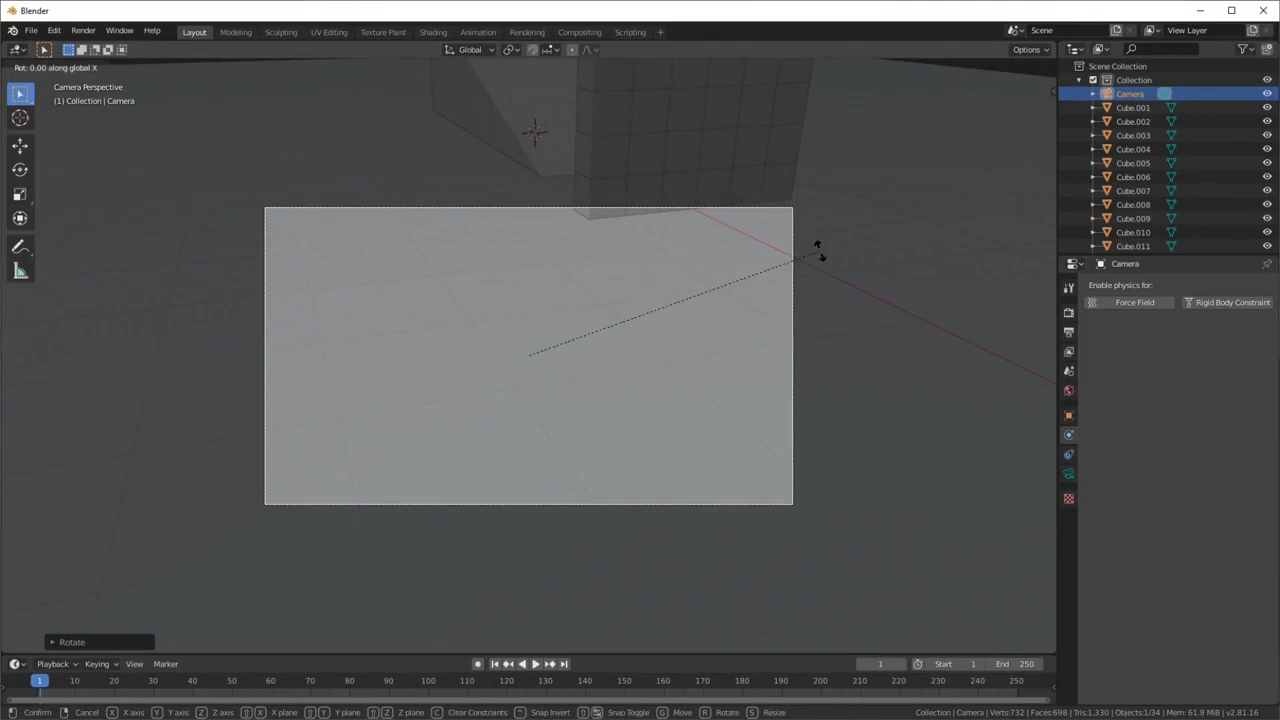 Blender
File Edit Render Window Help
Layout Modeling Sculpting UV Editing Texture Paint Shading Animation Rendering Compositing Scripting +
Scene View Layer
Global Options
Rot: 0.00 along global X
Camera Perspective
(1) Collection | Camera
Scene Collection
Collection
Camera
Cube.001
Cube.002
Cube.003
Cube.004
Cube.005
Cube.006
Cube.007
Cube.008
Cube.009
Cube.010
Cube.011
Camera
Enable physics for:
Force Field Rigid Body Constraint
Rotate
Playback Keying View Marker 1 Start 1 End 250
1 10 20 30 40 50 60 70 80 90 100 110 120 130 140 150 160 170 180 190 200 210 220 230 240 250
Confirm Cancel X X axis Y Y axis Z Z axis X X plane Y Y plane Z Z plane C Clear Constraints Snap Invert Snap Toggle G Move R Rotate S Resize Collection | Camera | Verts:732 | Faces:698 | Tris:1,330 | Objects:1/34 | Mem: 61.8 MiB | v2.81.16